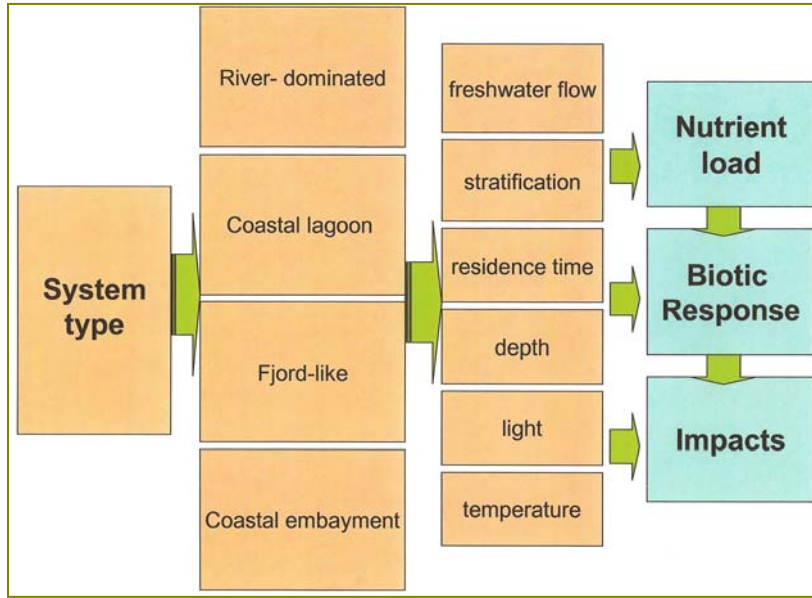 System
type
River- dominated
Coastal lagoon
Fjord-like
Coastal embayment
freshwater flow
stratification
residence time
depth
light
temperature
Nutrient
load
Biotic
Response
Impacts